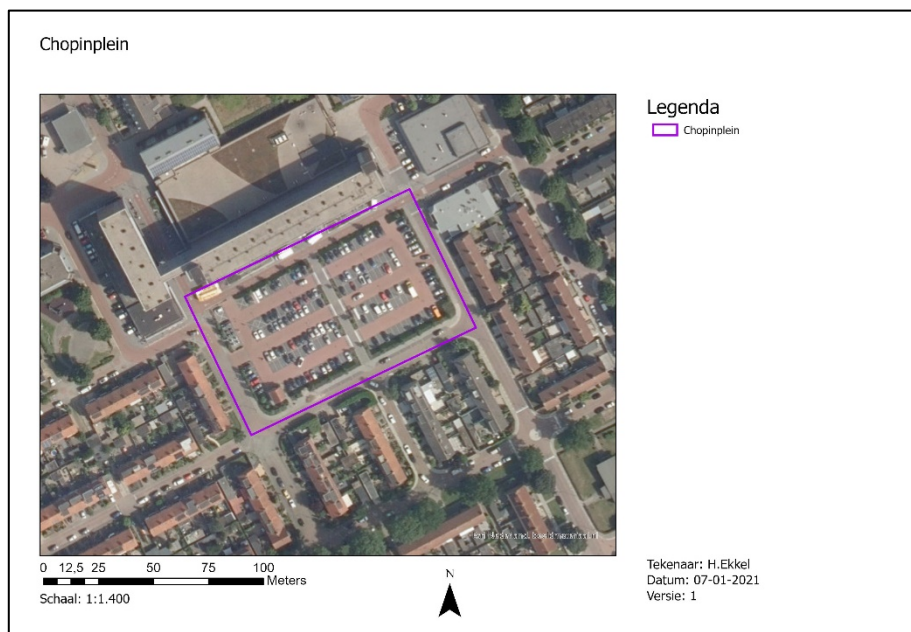 Chopinplein
Legenda
Chopinplein
0 12,5 25 50 75 100
Meters
Schaal: 1:1.400
N
Tekenaar: H.Ekkel
Datum: 07-01-2021
Versie: 1